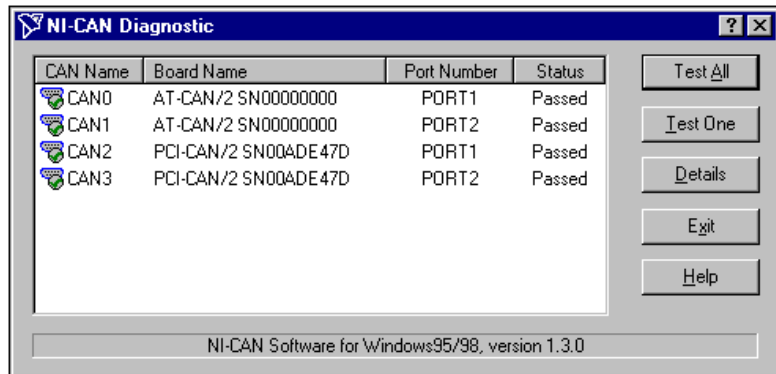 NI-CAN Diagnostic
? X
CAN Name Board Name Port Number Status
CAN0 AT-CAN/2 SN00000000 PORT1 Passed
CAN1 AT-CAN/2 SN00000000 PORT2 Passed
CAN2 PCI-CAN/2 SN00ADE47D PORT1 Passed
CAN3 PCI-CAN/2 SN00ADE47D PORT2 Passed
Test All
Test One
Details
Exit
Help
NI-CAN Software for Windows95/98, version 1.3.0